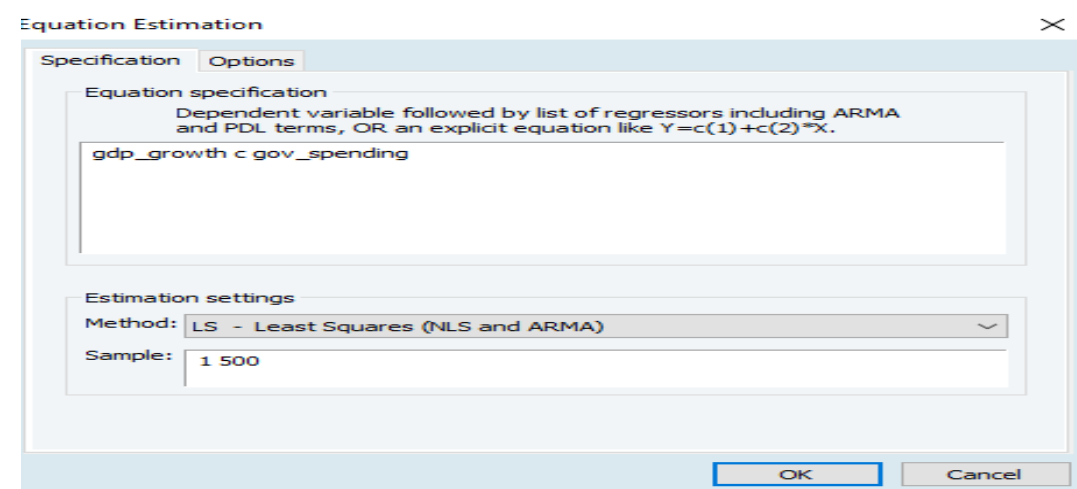 Equation Estimation
Specification Options
Equation specification
Dependent variable followed by list of regressors including ARMA
and PDL terms, OR an explicit equation like Y=c(1)+c(2)*X.
gdp_growth c gov_spending
Estimation settings
Method: LS - Least Squares (NLS and ARMA)
Sample: 1 500
OK Cancel